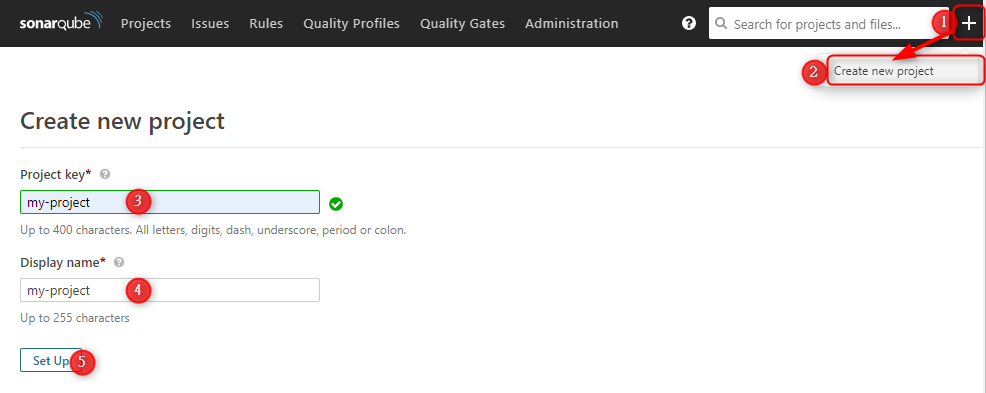 sonarqube Projects Issues Rules Quality Profiles Quality Gates Administration ? Search for projects and files... 1 +
2 Create new project
Create new project
Project key* ?
my-project 3
Up to 400 characters. All letters, digits, dash, underscore, period or colon.
Display name* ?
my-project 4
Up to 255 characters
Set Up 5